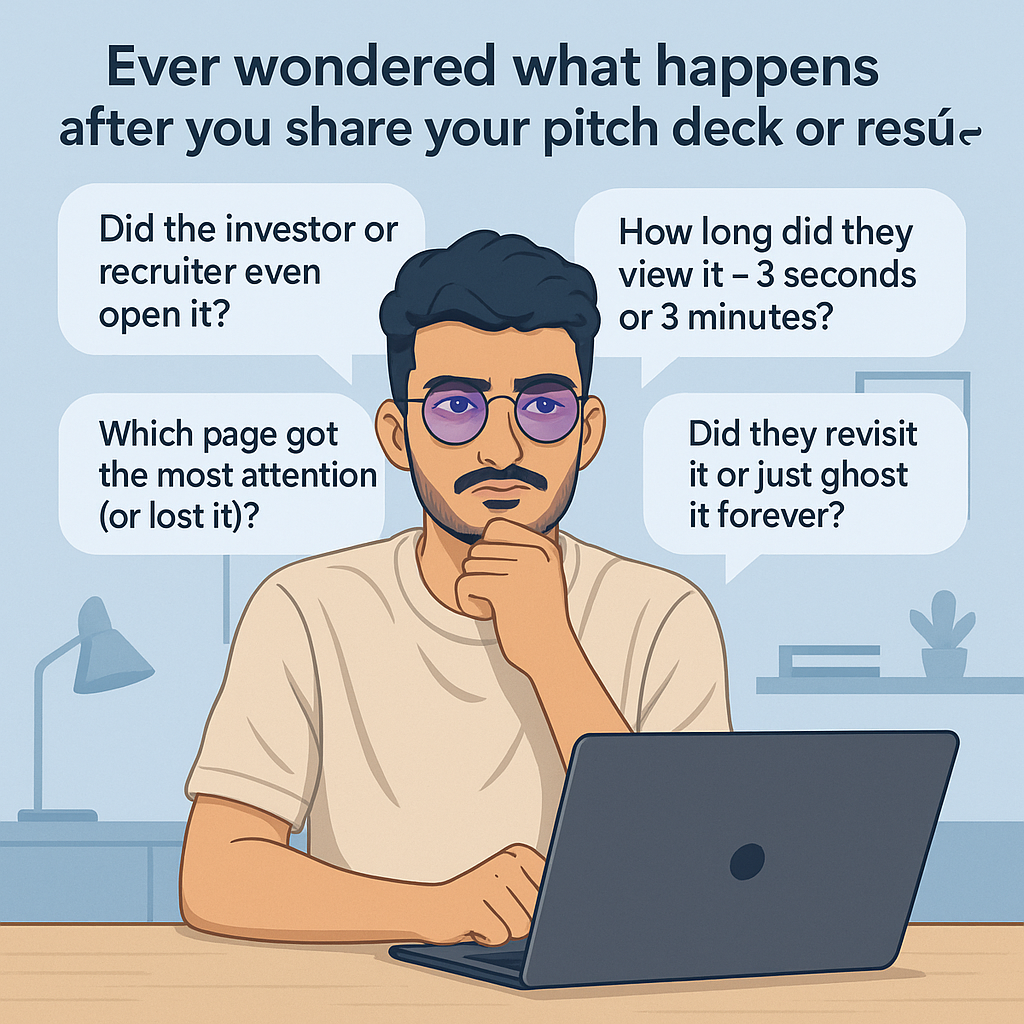 Ever wondered what happens
after you share your pitch deck or
Did the investor or
recruiter even
open it?
How long did they
view it – 3 seconds
or 3 minutes?
Which page got
the most attention
(or lost it)?
Did they revisit
it or just ghost
it forever?